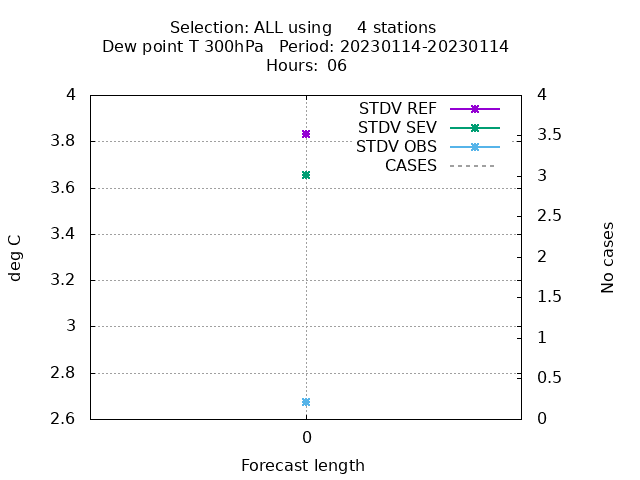 Selection: ALL using     4 stations
Dew point T 300hPa   Period: 20230114-20230114
Hours:  06
STDV REF
STDV SEV
STDV OBS
CASES
4
3.8
3.6
3.4
3.2
3
2.8
2.6
deg C
4
3.5
3
2.5
2
1.5
1
0.5
0
No cases
0
Forecast length